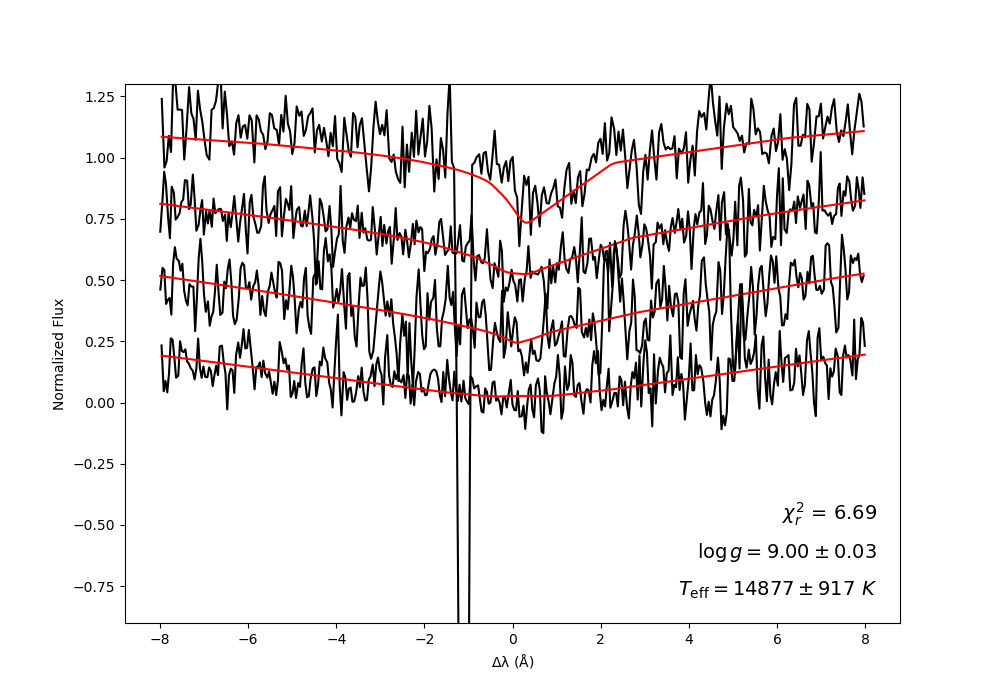 Normalized Flux
1.25
1.00
0.75
0.50
0.25
0.00
−0.25
−0.50
−0.75
χ²ᵣ = 6.69
log g = 9.00 ± 0.03
T_eff = 14877 ± 917 K
−8 −6 −4 −2 0 2 4 6 8
Δλ (Å)